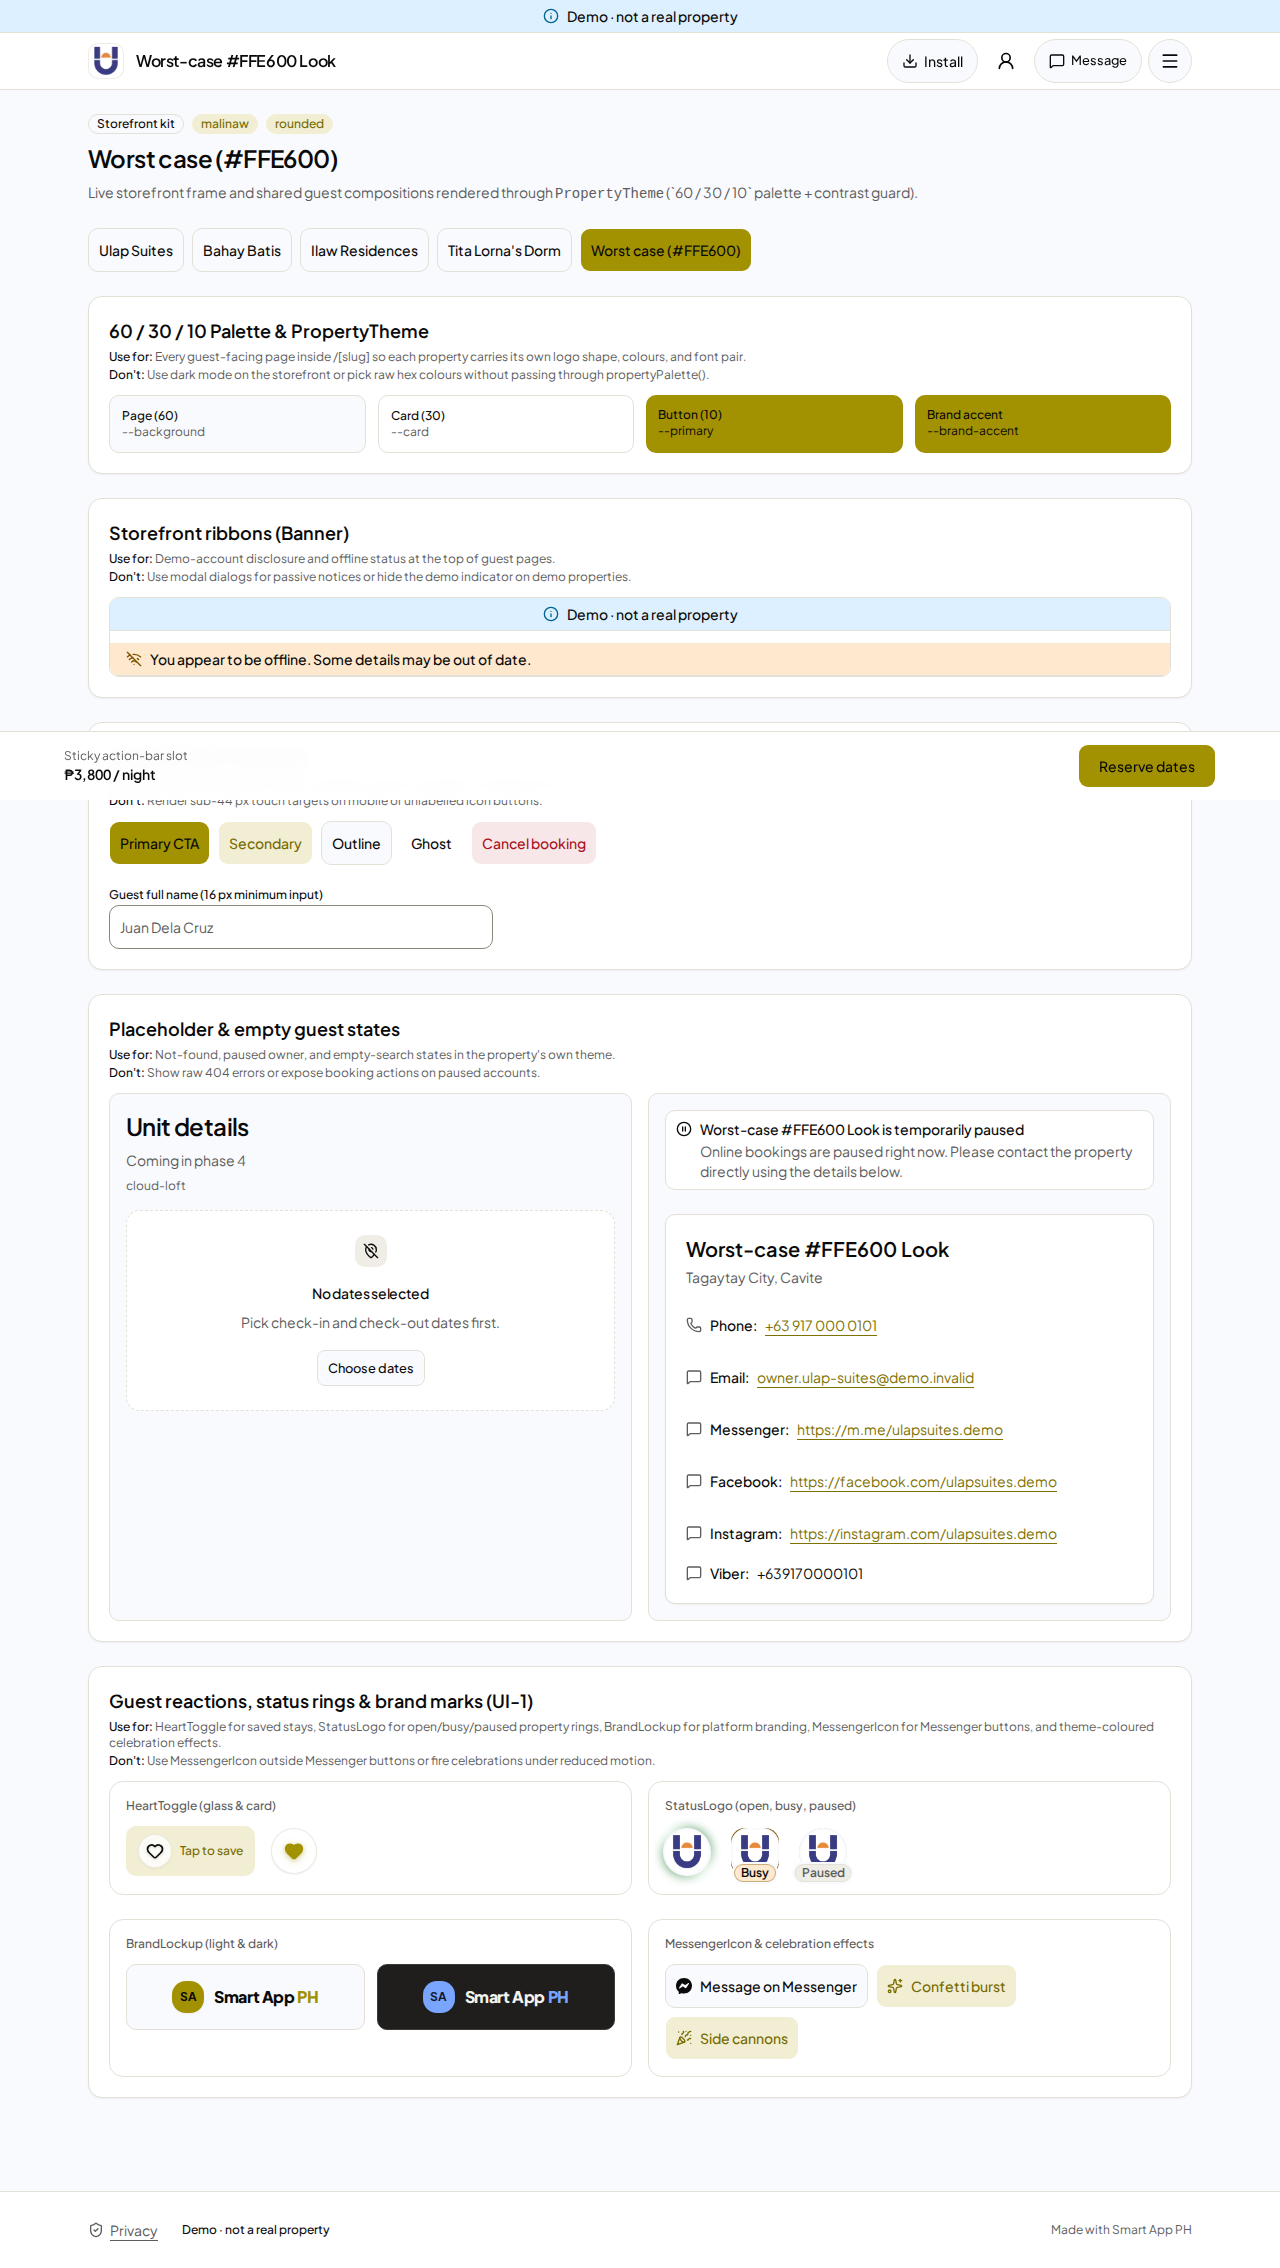 Demo · not a real property
Worst-case #FFE600 Look
Install
Message
Storefront kit
malinaw
rounded
Worst case (#FFE600)
Live storefront frame and shared guest compositions rendered through PropertyTheme (`60 / 30 / 10` palette + contrast guard).
Ulap Suites
Bahay Batis
Ilaw Residences
Tita Lorna's Dorm
Worst case (#FFE600)
60 / 30 / 10 Palette & PropertyTheme
Use for: Every guest-facing page inside /[slug] so each property carries its own logo shape, colours, and font pair.
Don't: Use dark mode on the storefront or pick raw hex colours without passing through propertyPalette().
Page (60)
--background
Card (30)
--card
Button (10)
--primary
Brand accent
--brand-accent
Storefront ribbons (Banner)
Use for: Demo-account disclosure and offline status at the top of guest pages.
Don't: Use modal dialogs for passive notices or hide the demo indicator on demo properties.
Demo · not a real property
You appear to be offline. Some details may be out of date.
Sticky action-bar slot
₱3,800 / night
Reserve dates
Don't: Render sub-44 px touch targets on mobile or unlabelled icon buttons.
Primary CTA
Secondary
Outline
Ghost
Cancel booking
Guest full name (16 px minimum input)
Juan Dela Cruz
Placeholder & empty guest states
Use for: Not-found, paused owner, and empty-search states in the property's own theme.
Don't: Show raw 404 errors or expose booking actions on paused accounts.
Unit details
Coming in phase 4
cloud-loft
No dates selected
Pick check-in and check-out dates first.
Choose dates
Worst-case #FFE600 Look is temporarily paused
Online bookings are paused right now. Please contact the property
directly using the details below.
Worst-case #FFE600 Look
Tagaytay City, Cavite
Phone: +63 917 000 0101
Email: owner.ulap-suites@demo.invalid
Messenger: https://m.me/ulapsuites.demo
Facebook: https://facebook.com/ulapsuites.demo
Instagram: https://instagram.com/ulapsuites.demo
Viber: +639170000101
Guest reactions, status rings & brand marks (UI-1)
Use for: HeartToggle for saved stays, StatusLogo for open/busy/paused property rings, BrandLockup for platform branding, MessengerIcon for Messenger buttons, and theme-coloured
celebration effects.
Don't: Use MessengerIcon outside Messenger buttons or fire celebrations under reduced motion.
HeartToggle (glass & card)
Tap to save
StatusLogo (open, busy, paused)
Busy
Paused
BrandLockup (light & dark)
SA Smart App PH
SA Smart App PH
MessengerIcon & celebration effects
Message on Messenger
Confetti burst
Side cannons
Privacy
Demo · not a real property
Made with Smart App PH